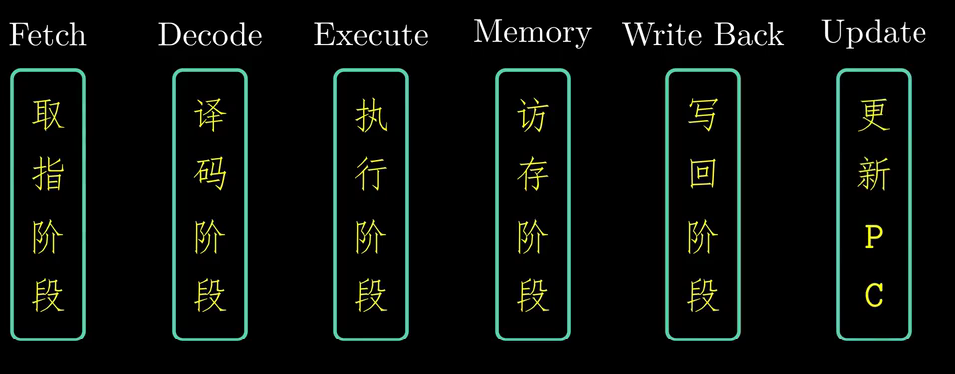 Fetch
取指阶段
Decode
译码阶段
Execute
执行阶段
Memory
访存阶段
Write Back
写回阶段
Update
更新PC